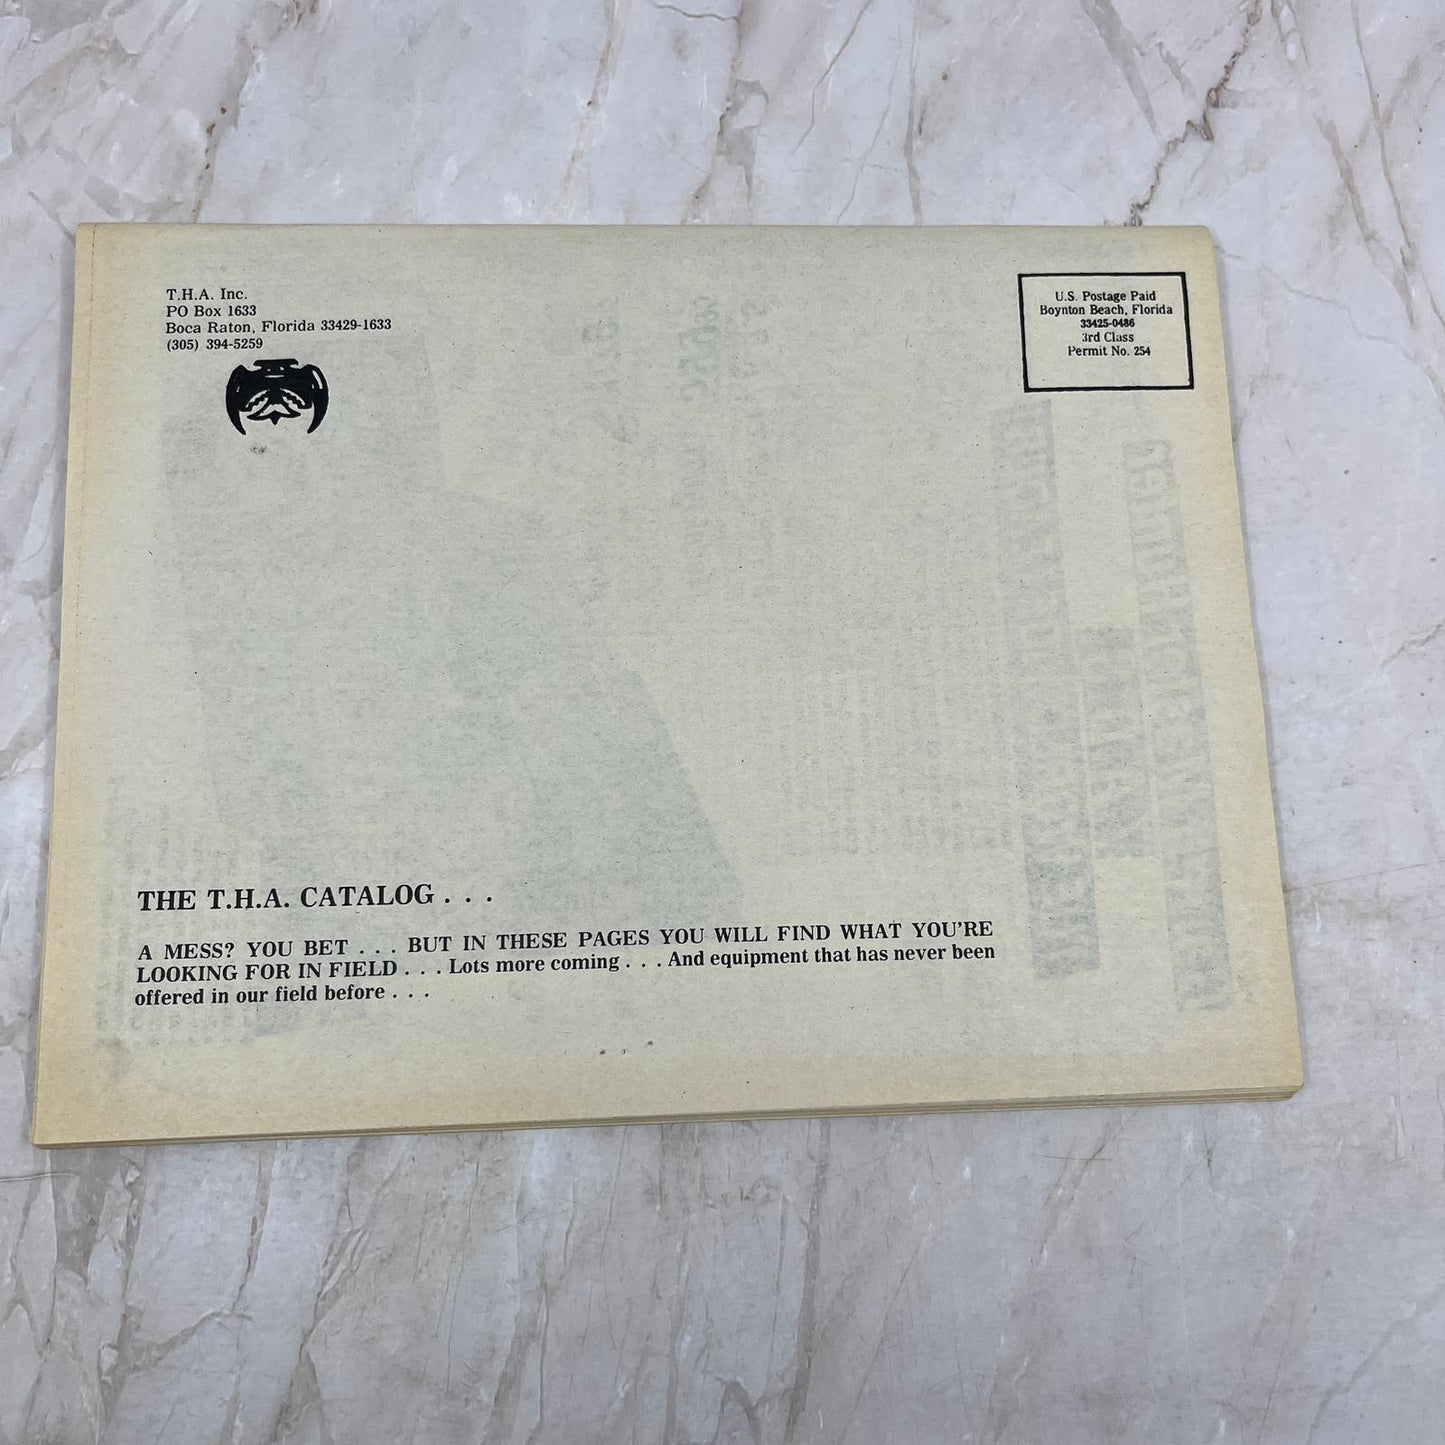 T.H.A. Inc.
PO Box 1633
Boca Raton, Florida 33429-1633
(305) 394-5259
U.S. Postage Paid
Boynton Beach, Florida
33425-0486
3rd Class
Permit No. 254
THE T.H.A. CATALOG . . .
A MESS? YOU BET . . . BUT IN THESE PAGES YOU WILL FIND WHAT YOU'RE
LOOKING FOR IN FIELD . . . Lots more coming . . . And equipment that has never been
offered in our field before . . .